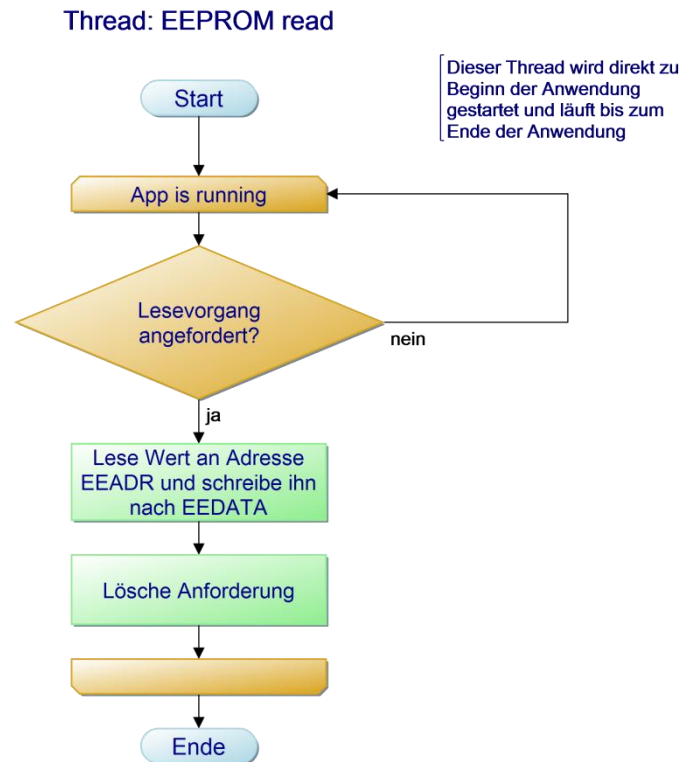 Thread: EEPROM read
Dieser Thread wird direkt zu
Beginn der Anwendung
gestartet und läuft bis zum
Ende der Anwendung
Start
App is running
Lesevorgang
angefordert?
nein
ja
Lese Wert an Adresse
EEADR und schreibe ihn
nach EEDATA
Lösche Anforderung
Ende